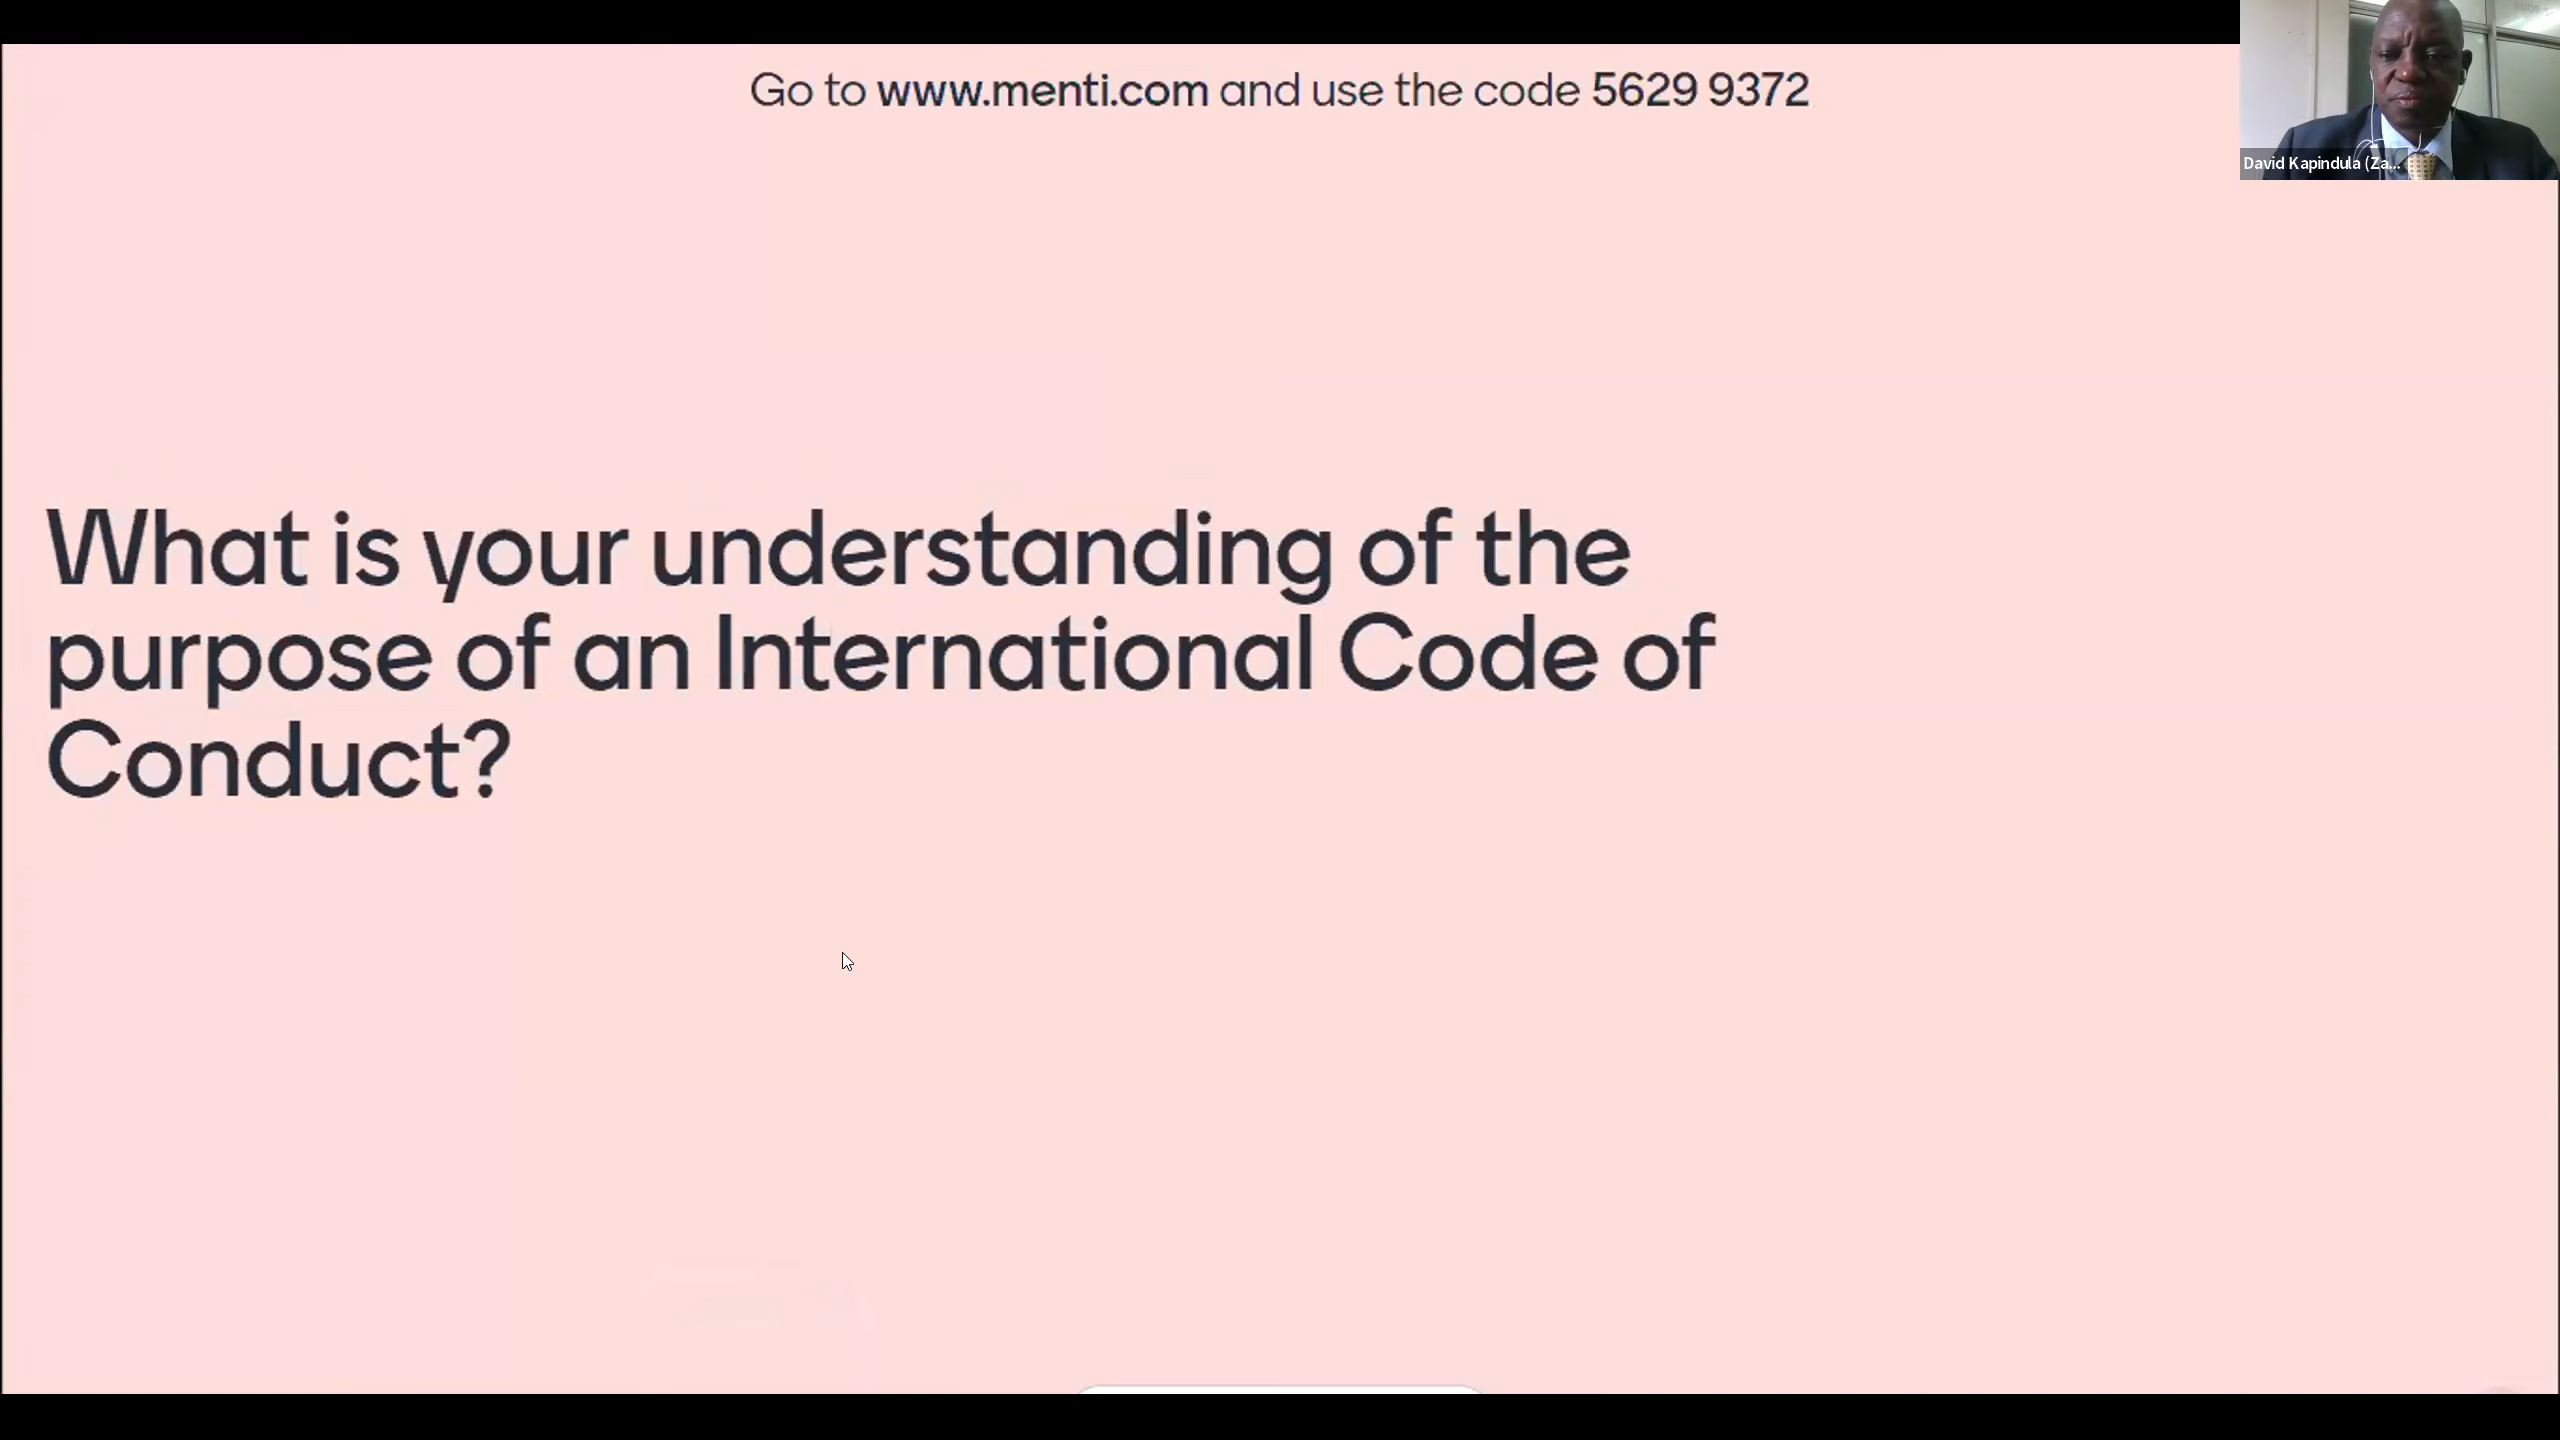 Go to www.menti.com and use the code 5629 9372
David Kapindula (Za...
What is your understanding of the
purpose of an International Code of
Conduct?